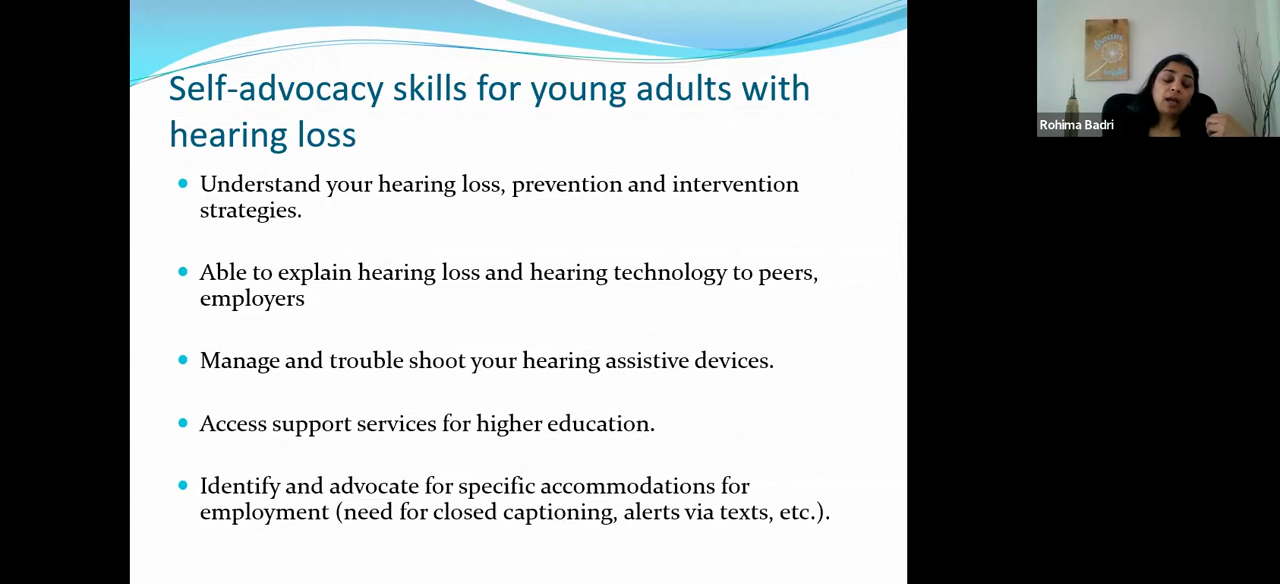 Self-advocacy skills for young adults with
hearing loss
Understand your hearing loss, prevention and intervention
strategies.
Able to explain hearing loss and hearing technology to peers,
employers
Manage and trouble shoot your hearing assistive devices.
Access support services for higher education.
Identify and advocate for specific accommodations for
employment (need for closed captioning, alerts via texts, etc.).
dream
Rohima Badri